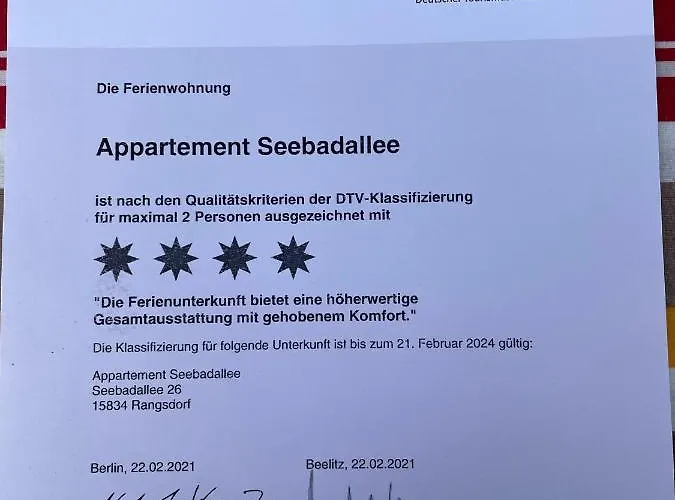 Die Ferienwohnung
Appartement Seebadallee
ist nach den Qualitätskriterien der DTV-Klassifizierung
für maximal 2 Personen ausgezeichnet mit
"Die Ferienunterkunft bietet eine höherwertige
Gesamtausstattung mit gehobenem Komfort."
Die Klassifizierung für folgende Unterkunft ist bis zum 21. Februar 2024 gültig:
Appartement Seebadallee
Seebadallee 26
15834 Rangsdorf
Berlin, 22.02.2021
Beelitz, 22.02.2021